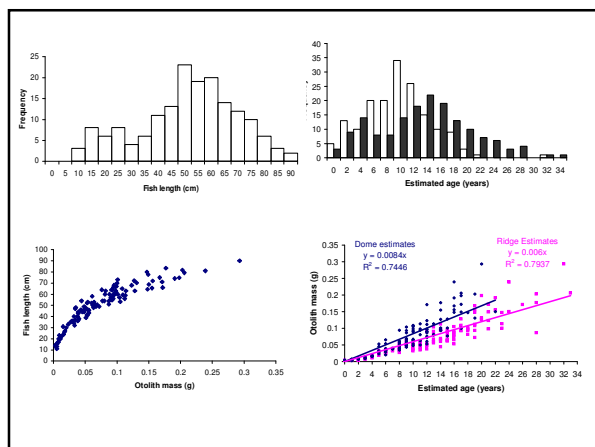 25
20
15
10
5
0
Frequency
0 5 10 15 20 25 30 35 40 45 50 55 60 65 70 75 80 85 90
Fish length (cm)
40
35
30
25
20
15
10
5
0
0 2 4 6 8 10 12 14 16 18 20 22 24 26 28 30 32 34
Estimated age (years)
100
90
80
70
60
50
40
30
20
10
0
Fish length (cm)
0 0.05 0.1 0.15 0.2 0.25 0.3
Otolith mass (g)
Dome estimates
y = 0.0084x
R² = 0.7446
Ridge Estimates
y = 0.006x
R² = 0.7937
0.35
0.3
0.25
0.2
0.15
0.1
0.05
0
Otolith mass (g)
0 2 4 6 8 10 12 14 16 18 20 22 24 26 28 30 32 34
Estimated age (years)